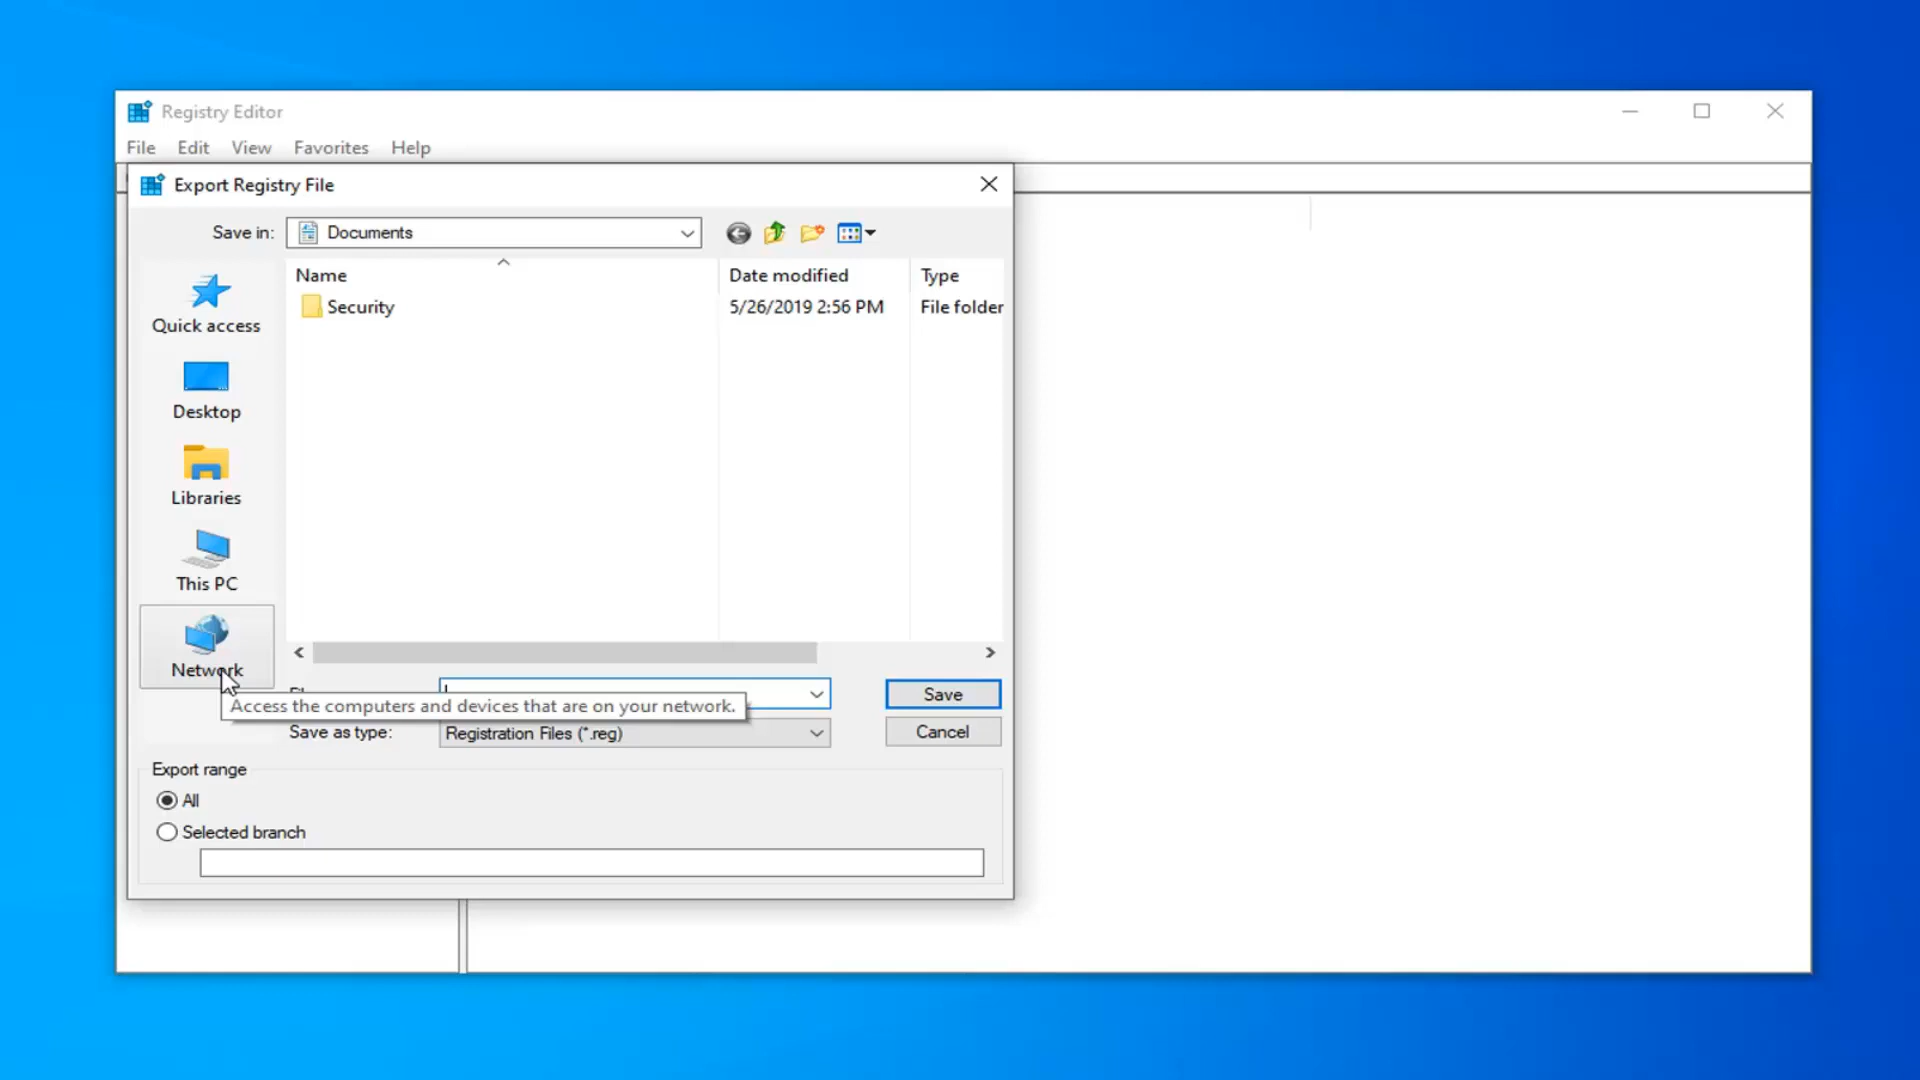 Registry Editor
File Edit View Favorites Help
Export Registry File
Save in: Documents
Name Date modified Type
Security 5/26/2019 2:56 PM File folder
Quick access
Desktop
Libraries
This PC
Network
Access the computers and devices that are on your network.
Save
Save as type: Registration Files (*.reg)
Cancel
Export range
All
Selected branch